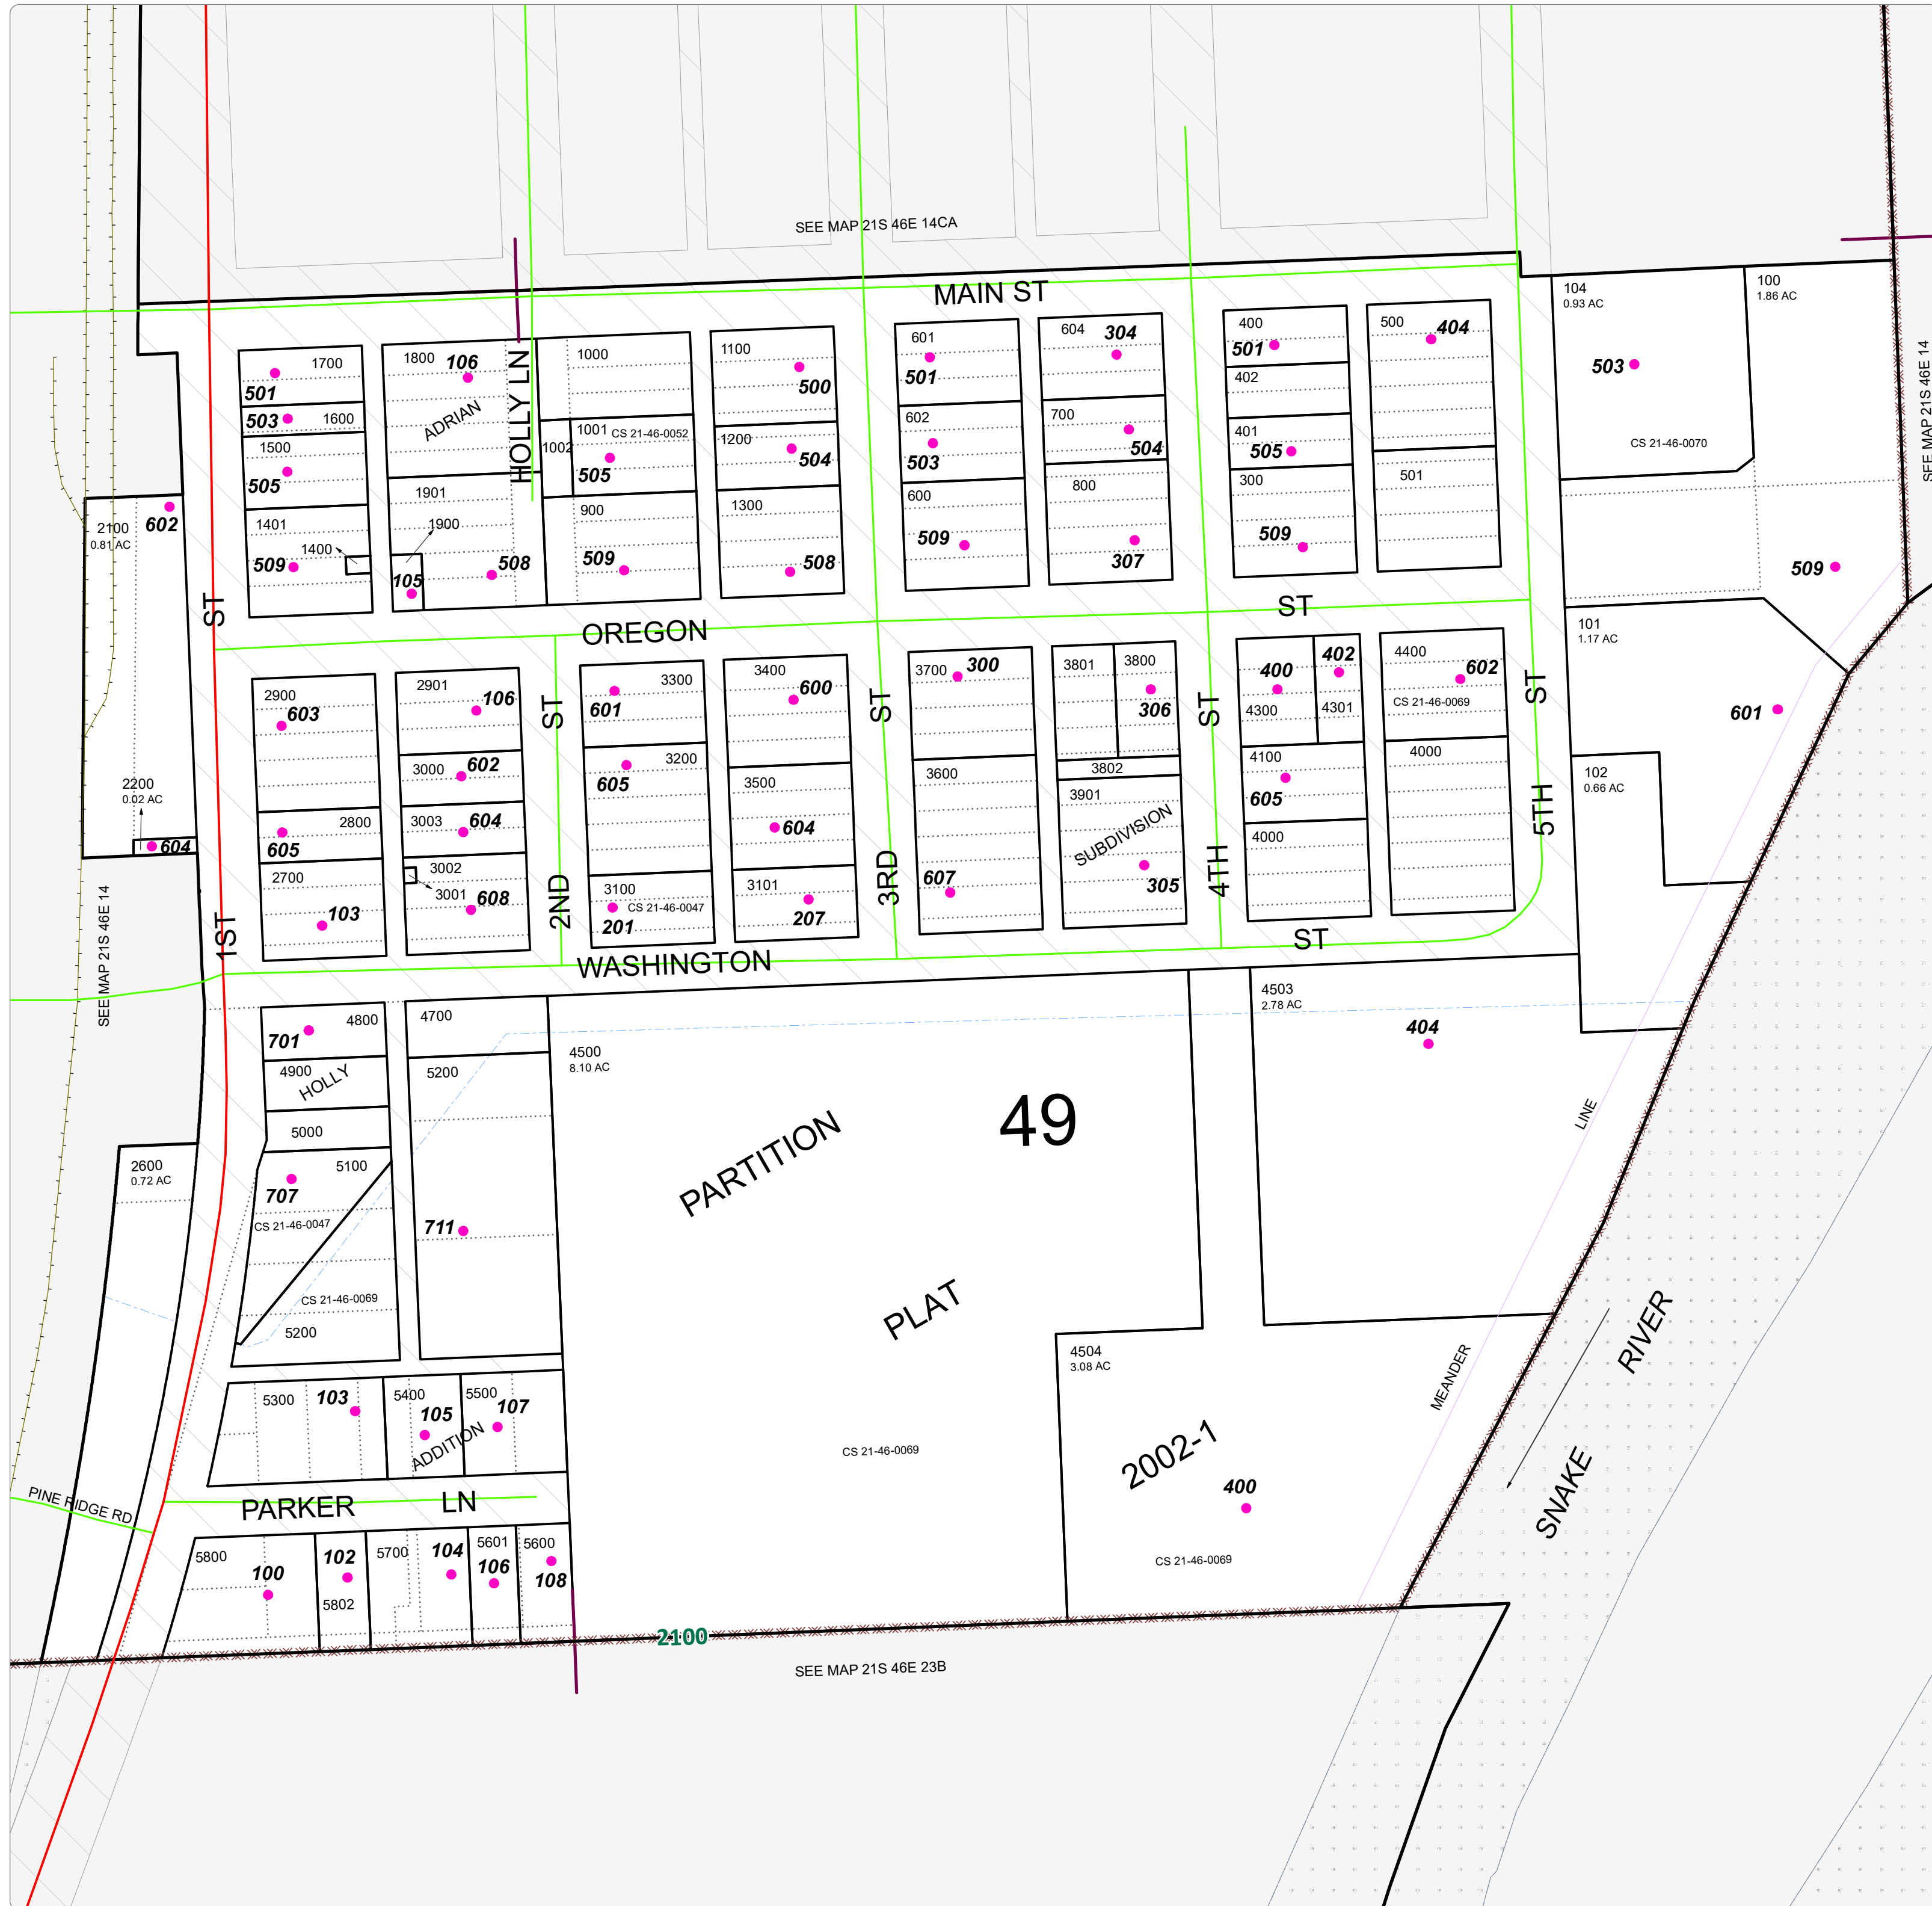 SEE MAP 21S 46E 14CA
MAIN ST
104
0.93 AC
100
1.86 AC
503
CS 21-46-0070
SEE MAP 21S 46E 14
509
1700
501
503
1600
1500
505
1401
1400
509
1800
106
ADRIAN
HOLLY LN
1901
1900
105
508
1000
1002
1001
CS 21-46-0052
505
900
509
1100
500
1200
504
1300
508
601
501
602
503
600
509
604
304
700
504
800
307
400
501
402
401
505
300
509
500
404
501
2100
0.81 AC
602
2200
0.02 AC
604
ST
OREGON
ST
101
1.17 AC
601
102
0.66 AC
2900
603
2800
605
2700
103
2901
106
3000
602
3003
604
3002
3001
608
ST
2ND
3300
601
3200
605
3100
CS 21-46-0047
201
3400
600
3500
604
3101
207
ST
3RD
3700
300
3600
607
3801
3800
306
3802
3901
SUBDIVISION
305
ST
4TH
400
402
4300
4301
4100
605
4000
4400
602
CS 21-46-0069
4000
ST
5TH
1ST
SEE MAP 21S 46E 14
WASHINGTON
ST
4800
701
4900
HOLLY
5000
5100
707
CS 21-46-0047
CS 21-46-0069
5200
4700
5200
711
2600
0.72 AC
4500
8.10 AC
49
PARTITION
PLAT
4503
2.78 AC
404
LINE
MEANDER
4504
3.08 AC
2002-1
400
CS 21-46-0069
CS 21-46-0069
SNAKE
RIVER
5300
103
5400
105
5500
107
ADDITION
PINE RIDGE RD
PARKER
LN
5800
100
102
5802
5700
104
5601
106
5600
108
2100
SEE MAP 21S 46E 23B